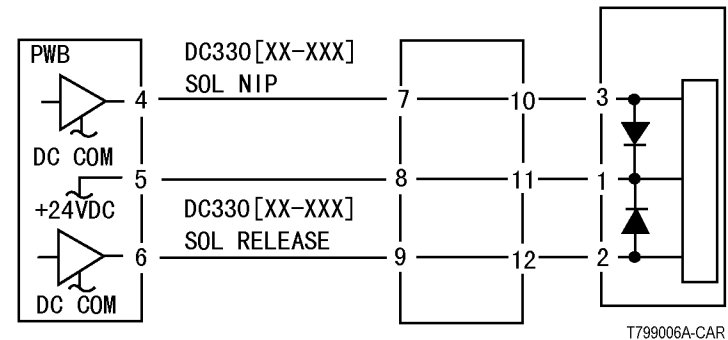 PWB
DC330[XX-XXX]
SOL NIP
4
7
10
3
DC COM
5
8
11
1
+24VDC
DC330[XX-XXX]
SOL RELEASE
6
9
12
2
DC COM
T799006A-CAR